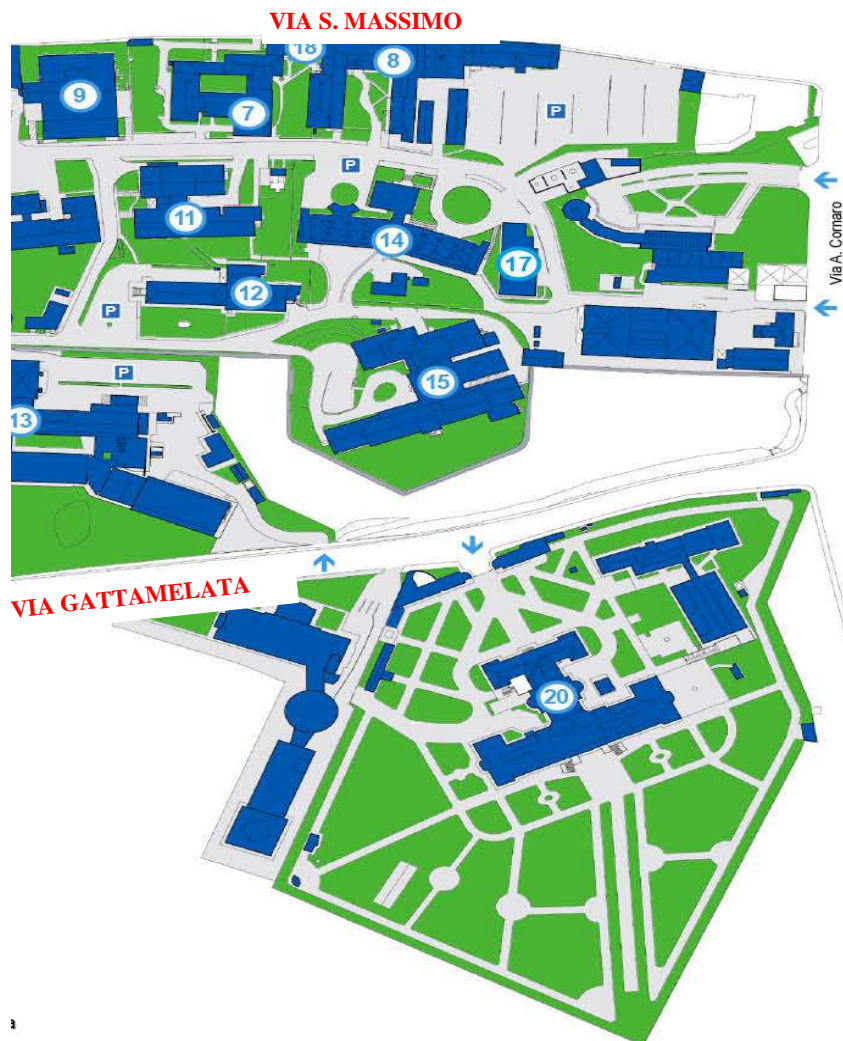 VIA S. MASSIMO
18
8
9
7
P
P
11
14
17
Via A. Cornaro
12
P
15
P
13
VIA GATTAMELATA
20
a